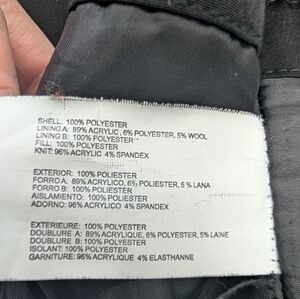 SHELL: 100% POLYESTER
LINING A: 89% ACRYLIC, 6% POLYESTER, 5% WOOL
LINING B: 100% POLYESTER
FILL: 100% POLYESTER
KNIT: 96% ACRYLIC 4% SPANDEX
EXTERIOR: 100% POLIESTER
FORRO A: 89% ACRYLICO, 6% POLIESTER, 5% LANA
FORRO B: 100% POLIESTER
AISLAMIENTO: 100% POLIESTER
ADORNO: 96% ACRYLICO 4% SPANDEX
EXTERIEURE: 100% POLYESTER
DOUBLURE A: 89% ACRYLIQUE, 6% POLYESTER, 5% LAINE
DOUBLURE B: 100% POLYESTER
ISOLANT: 100% POLYESTER
GARNITURE: 96% ACRYLIQUE 4% ELASTHANNE